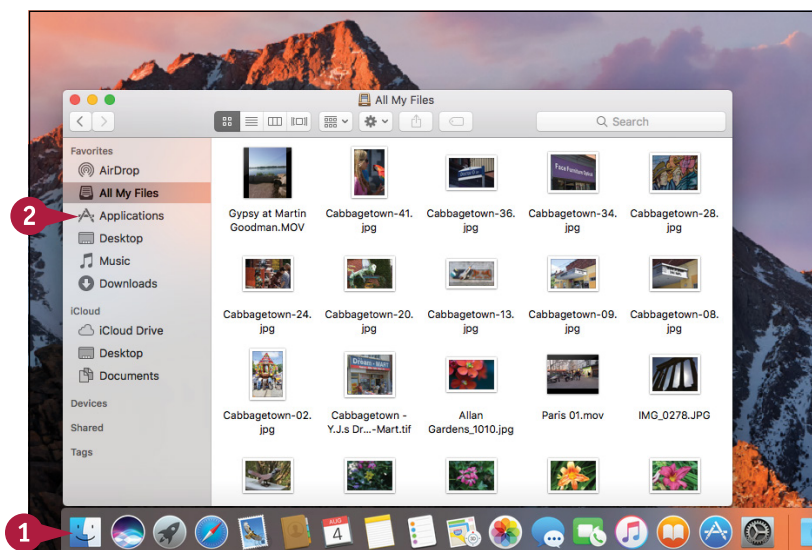 All My Files
Search
Favorites
AirDrop
All My Files
2
Applications
Desktop
Music
Downloads
iCloud
iCloud Drive
Desktop
Documents
Devices
Shared
Tags
Gypsy at Martin
Goodman.MOV
Cabbagetown-41.
jpg
Cabbagetown-36.
jpg
Cabbagetown-34.
jpg
Cabbagetown-28.
jpg
Cabbagetown-24.
jpg
Cabbagetown-20.
jpg
Cabbagetown-13.
jpg
Cabbagetown-09.
jpg
Cabbagetown-08.
jpg
Cabbagetown-02.
jpg
Cabbagetown -
Y.J.s Dr...-Mart.tif
Allan
Gardens_1010.jpg
Paris 01.mov
IMG_0278.JPG
1
AUG
4